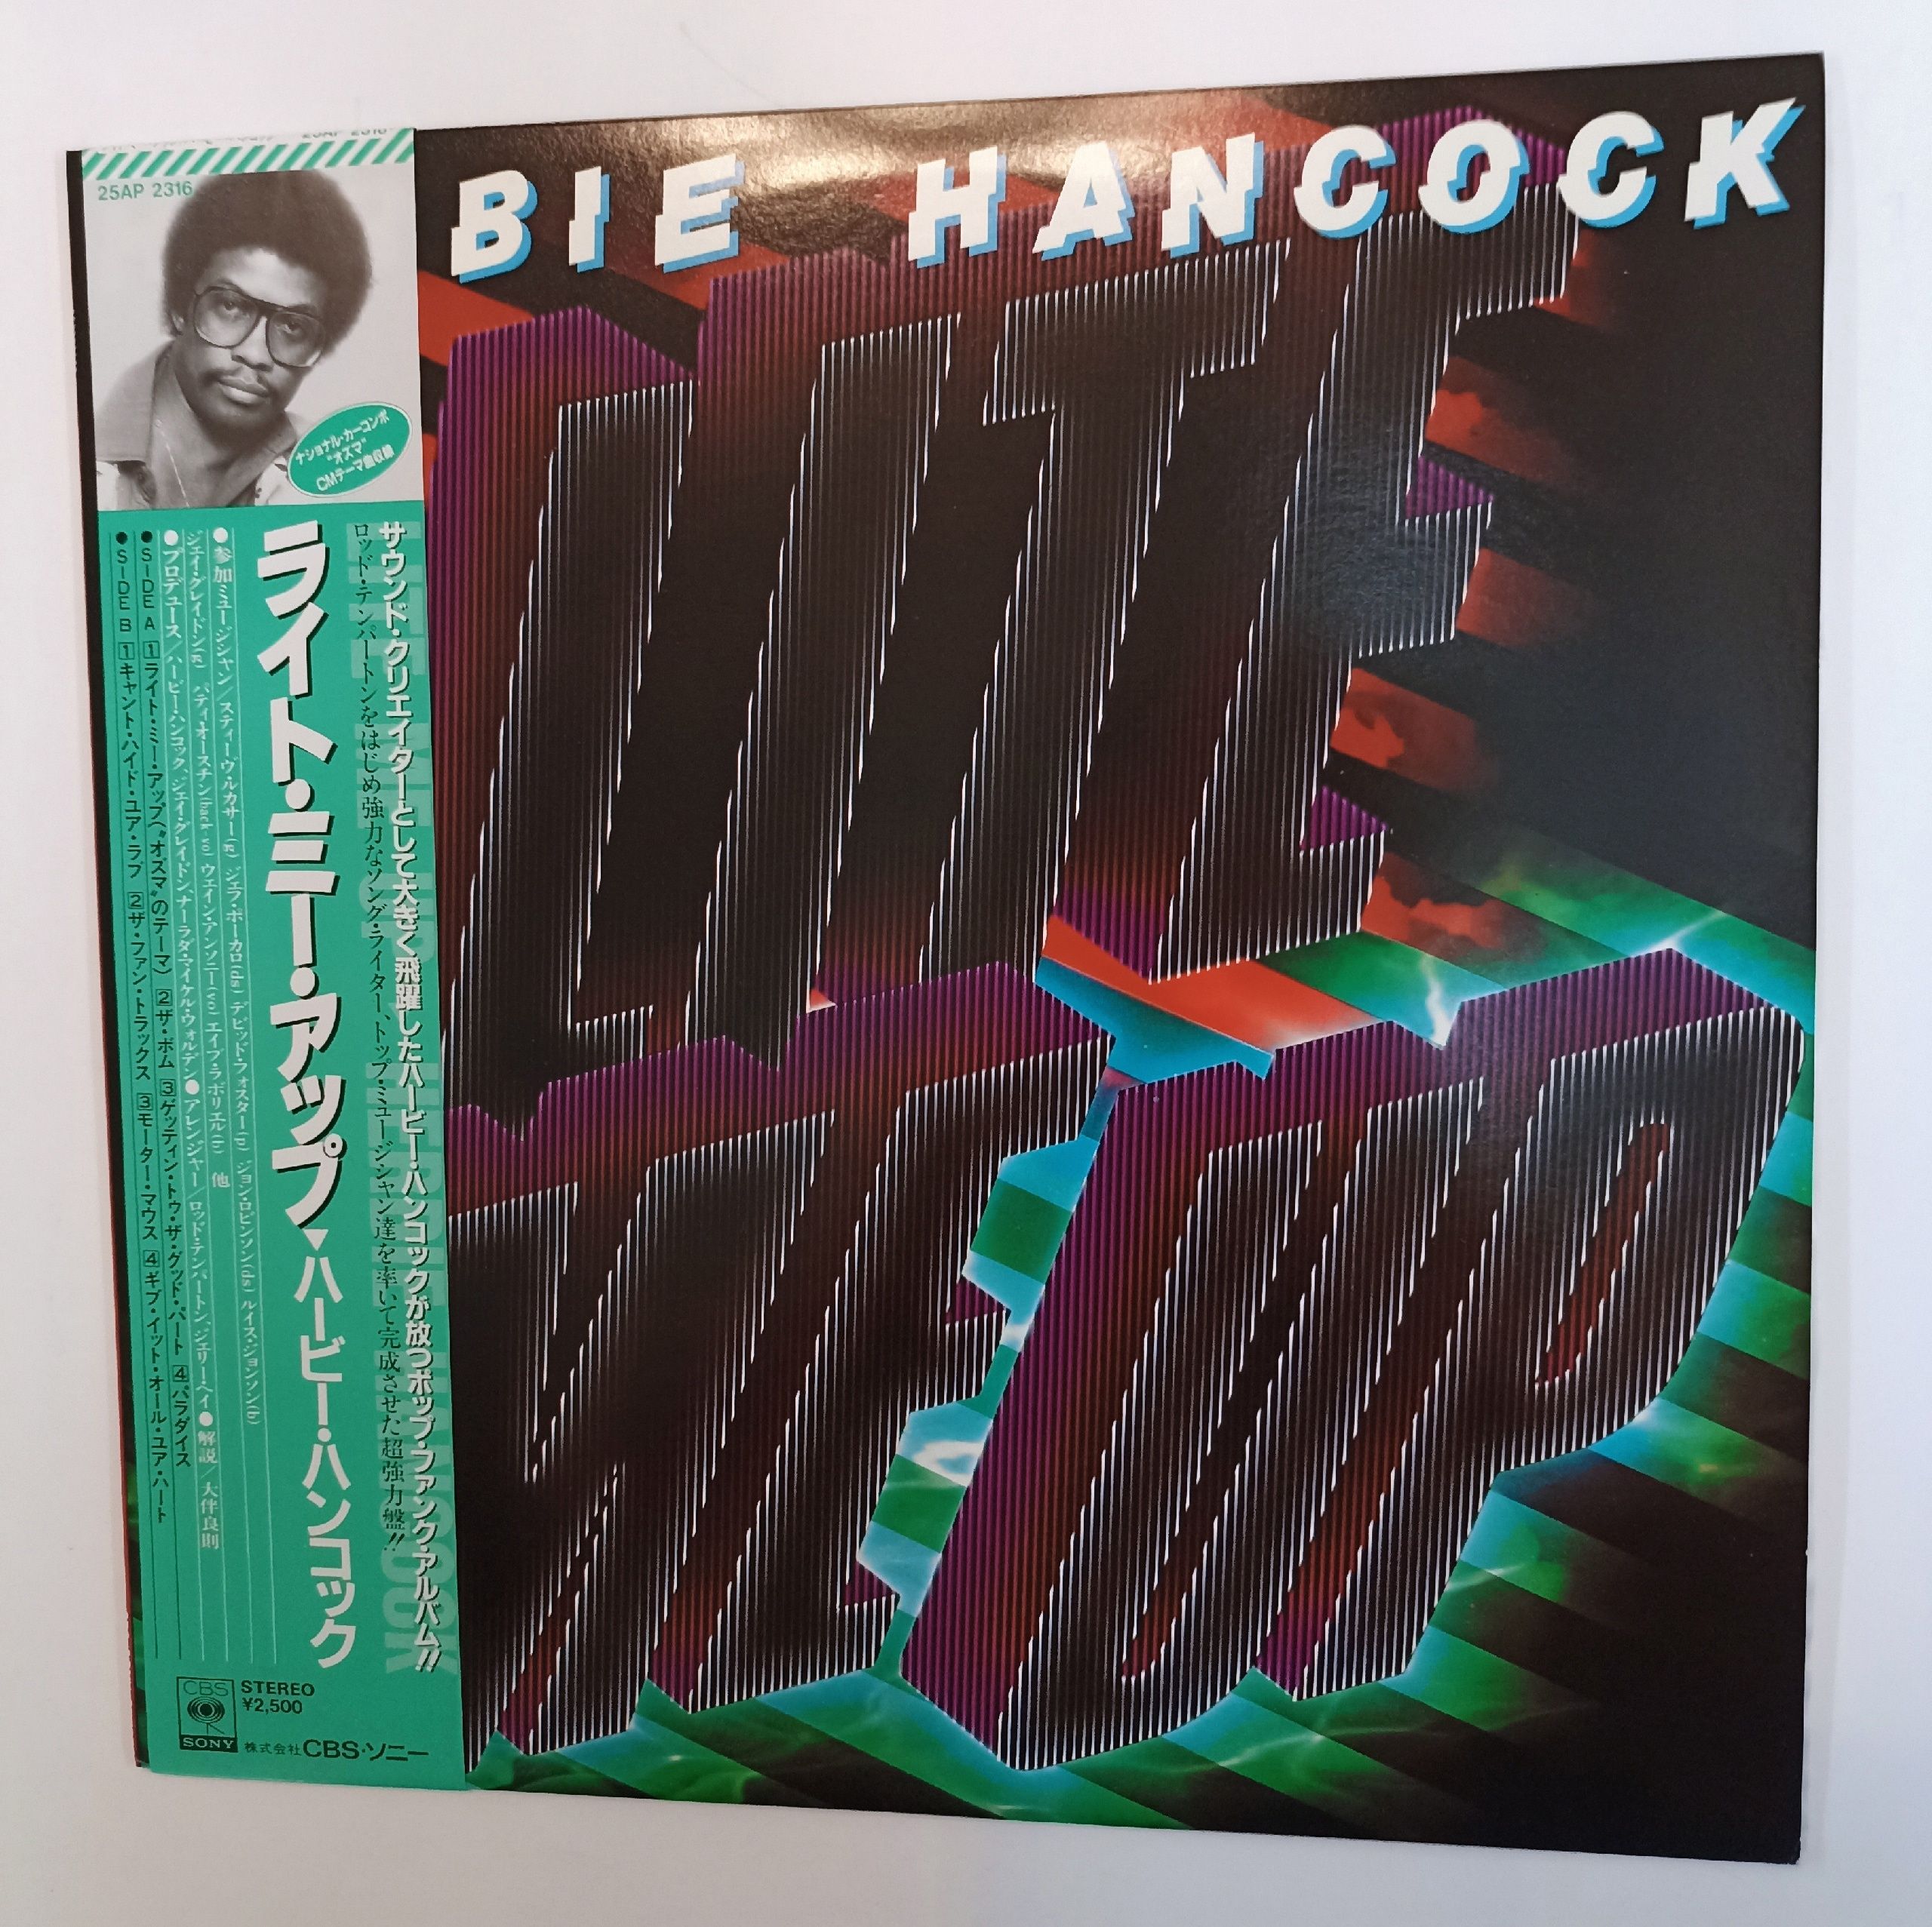 25AP 2316
BIE HANCOCK
LITE
ME UP
ナショナル・カーコンポ
"オズマ"
CMテーマ曲収録
サウンド・クリエイターとして大きく飛躍したハービー・ハンコックが放つポップ・ファンク・アルバム!!
ロッド・テンパートンをはじめ強力なソング・ライター、トップ・ミュージシャン達を率いて完成させた超強力盤!!
ライト・ミー・アップ▼ハービー・ハンコック
●参加ミュージシャン/スティーヴ・ルカサー(g) ジェフ・ポーカロ(ds) デビッド・フォスター(p) ジョン・ロビンソン(ds) ルイス・ジョンソン(b)
ジェイ・グレイドン(g) パティ・オースチン(back-vo) ウェイン・アンソニー(vo) エイブ・ラボリエル(b) 他
●プロデュース/ハービー・ハンコック、ジェイ・グレイドン、ナーラダ・マイケル・ウォルデン●アレンジャー/ロッド・テンパートン、ジェリー・ヘイ●解説/大伴良則
●SIDE A 1ライト・ミー・アップ("オズマ"のテーマ) 2ザ・ボム 3ゲッティン・トゥ・ザ・グッド・パート 4パラダイス
●SIDE B 1キャント・ハイド・ユア・ラブ 2ザ・ファン・トラックス 3モーター・マウス 4ギブ・イット・オール・ユア・ハート
CBS
SONY
STEREO
¥2,500
株式会社CBS・ソニー